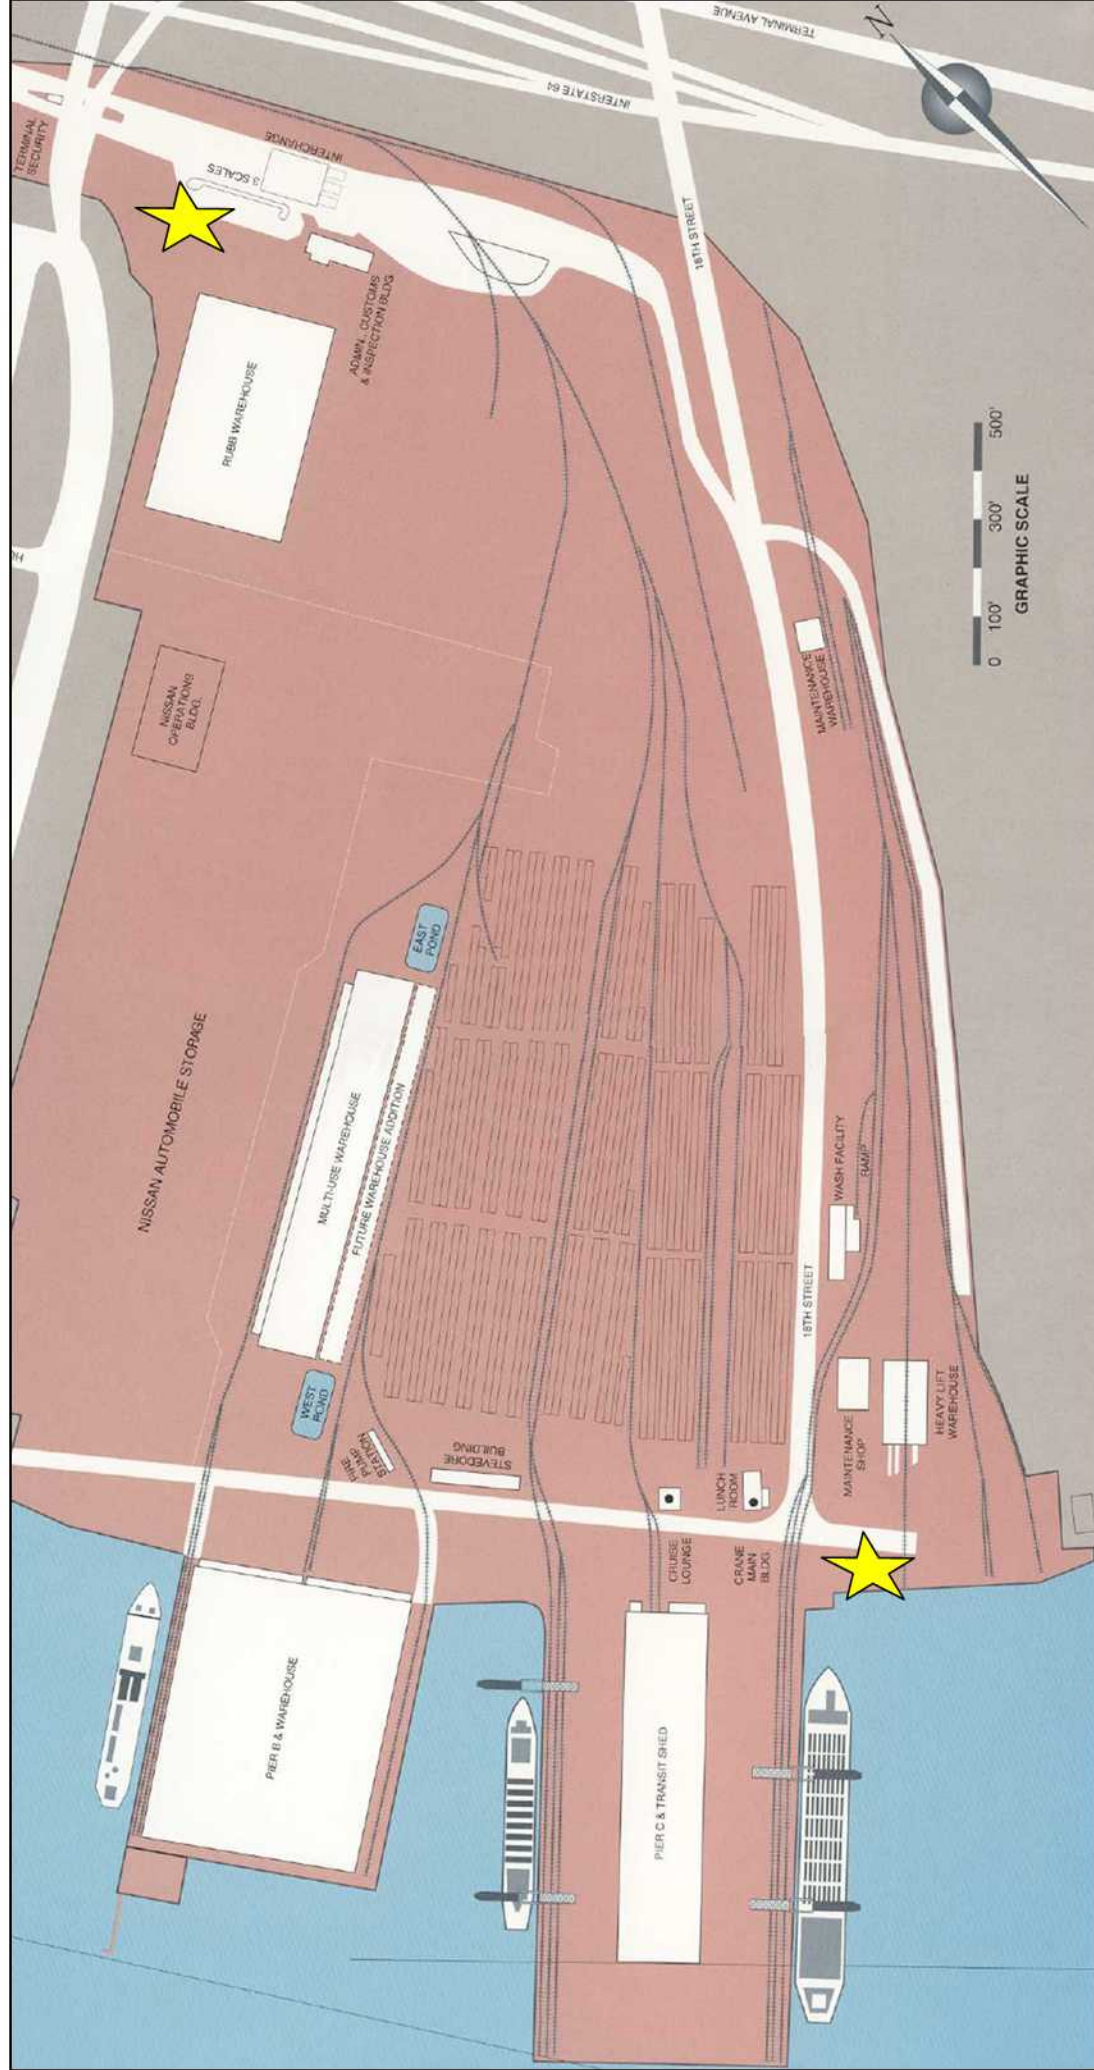 TERMINAL AVENUE
N
INTERSTATE 64
TERMINAL
SECURITY
INTERCHANGE
3 SCALES
18TH STREET
ADMIN., CUSTOMS
& INSPECTION BLDG
RUBB WAREHOUSE
0 100' 300' 500'
GRAPHIC SCALE
MAINTENANCE
WAREHOUSE
NISSAN
OPERATIONS
BLDG.
EAST
POND
NISSAN AUTOMOBILE STORAGE
MULTI-USE WAREHOUSE
FUTURE WAREHOUSE ADDITION
WASH FACILITY
RAMP
18TH STREET
WEST
POND
FIRE
PUMP
STATION
STEVEDORE
BUILDING
LUNCH
ROOM
MAINTENANCE
SHOP
HEAVY LIFT
WAREHOUSE
CRUISE
LOUNGE
CRANE
MAIN
BLDG.
PIER B & WAREHOUSE
PIER C & TRANSIT SHED